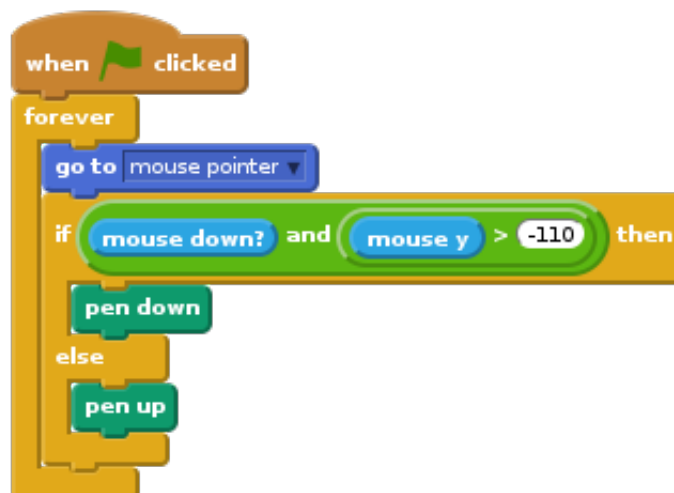 when clicked
forever
go to mouse pointer
if mouse down? and mouse y > -110 then
pen down
else
pen up